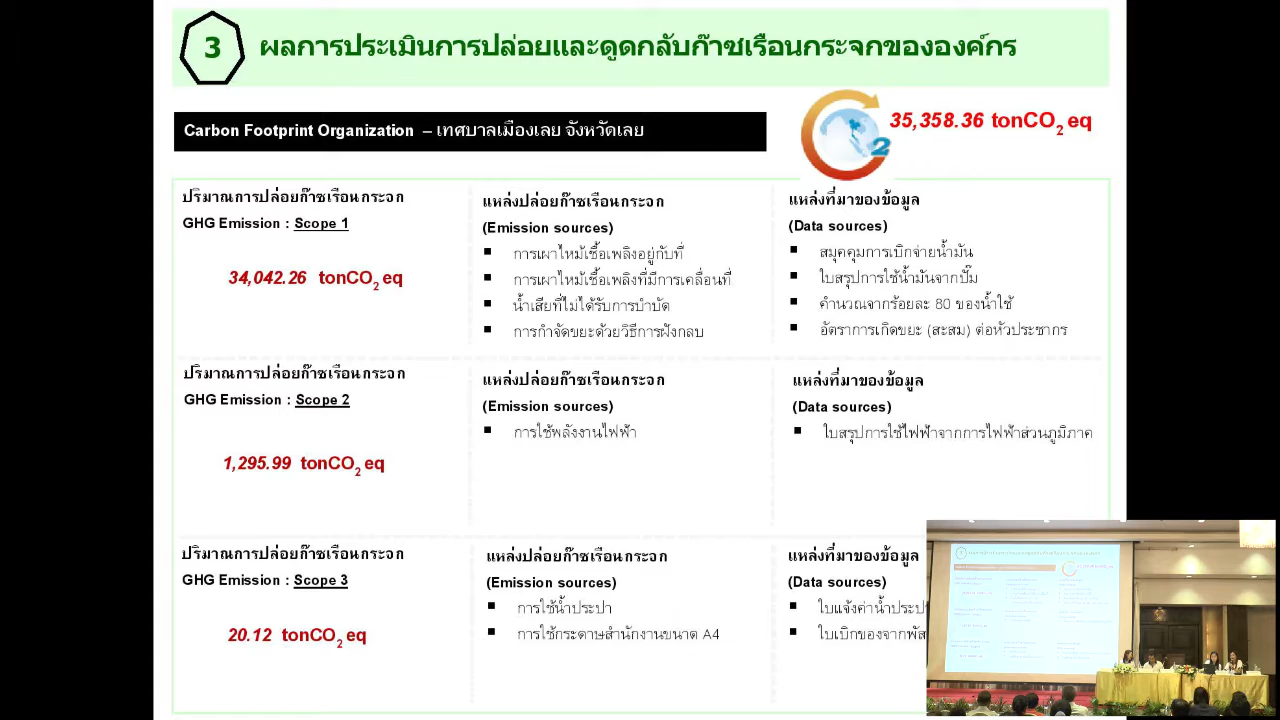 3
ผลการประเมินการปล่อยและดูดกลับก๊าซเรือนกระจกขององค์กร
Carbon Footprint Organization – เทศบาลเมืองเลย จังหวัดเลย
35,358.36 tonCO2 eq
ปริมาณการปล่อยก๊าซเรือนกระจก
GHG Emission : Scope 1
34,042.26 tonCO2 eq
แหล่งปล่อยก๊าซเรือนกระจก
(Emission sources)
▪ การเผาไหม้เชื้อเพลิงอยู่กับที่
▪ การเผาไหม้เชื้อเพลิงที่มีการเคลื่อนที่
▪ น้ำเสียที่ไม่ได้รับการบำบัด
▪ การกำจัดขยะด้วยวิธีการฝังกลบ
แหล่งที่มาของข้อมูล
(Data sources)
▪ สมุดคุมการเบิกจ่ายน้ำมัน
▪ ใบสรุปการใช้น้ำมันจากปั๊ม
▪ คำนวณจากร้อยละ 80 ของน้ำใช้
▪ อัตราการเกิดขยะ (สะสม) ต่อหัวประชากร
ปริมาณการปล่อยก๊าซเรือนกระจก
GHG Emission : Scope 2
1,295.99 tonCO2 eq
แหล่งปล่อยก๊าซเรือนกระจก
(Emission sources)
▪ การใช้พลังงานไฟฟ้า
แหล่งที่มาของข้อมูล
(Data sources)
▪ ใบสรุปการใช้ไฟฟ้าจากการไฟฟ้าส่วนภูมิภาค
ปริมาณการปล่อยก๊าซเรือนกระจก
GHG Emission : Scope 3
20.12 tonCO2 eq
แหล่งปล่อยก๊าซเรือนกระจก
(Emission sources)
▪ การใช้น้ำประปา
▪ การใช้กระดาษสำนักงานขนาด A4
แหล่งที่มาของข้อมูล
(Data sources)
▪ ใบแจ้งค่าน้ำประป
▪ ใบเบิกของจากพัส